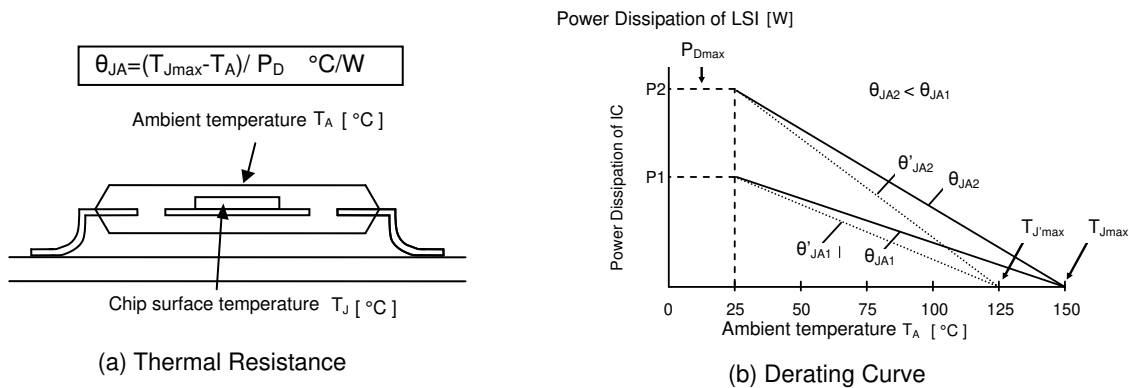 θJA=(TJmax-TA)/ PD °C/W
Ambient temperature TA [ °C ]
Chip surface temperature TJ [ °C ]
(a) Thermal Resistance
Power Dissipation of LSI [W]
PDmax
P2
θJA2 < θJA1
Power Dissipation of IC
P1
θ'JA2
θJA2
TJ'max
TJmax
θ'JA1
θJA1
0 25 50 75 100 125 150
Ambient temperature TA [ °C ]
(b) Derating Curve